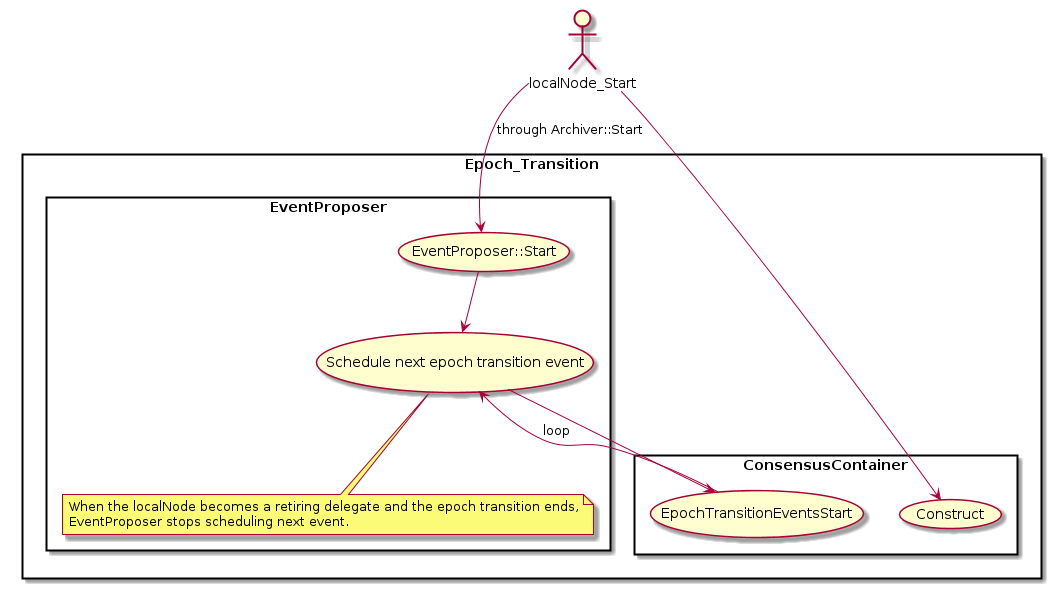 localNode_Start
through Archiver::Start
Epoch_Transition
EventProposer
EventProposer::Start
Schedule next epoch transition event
loop
ConsensusContainer
When the localNode becomes a retiring delegate and the epoch transition ends,
EventProposer stops scheduling next event.
EpochTransitionEventsStart
Construct